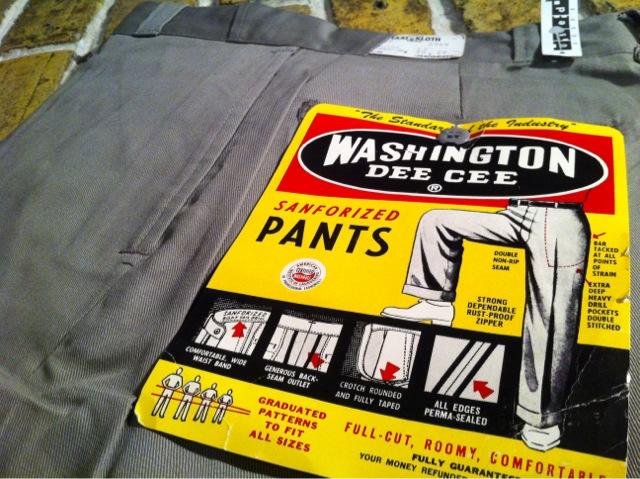 "The Standard of the Industry"
WASHINGTON
DEE CEE
®
SANFORIZED
PANTS
DOUBLE
NON-RIP
SEAM
BAR
TACKED
AT ALL
POINTS
OF
STRAIN
STRONG
DEPENDABLE
RUST-PROOF
ZIPPER
EXTRA
DEEP
HEAVY
DRILL
POCKETS
DOUBLE
STITCHED
SANFORIZED
COMFORTABLE, WIDE
WAIST BAND
GENEROUS BACK-
SEAM OUTLET
CROTCH ROUNDED
AND FULLY TAPED
ALL EDGES
PERMA-SEALED
GRADUATED
PATTERNS
TO FIT
ALL SIZES
FULL-CUT, ROOMY, COMFORTABLE
FULLY GUARANTEE
YOUR MONEY REFUNDE